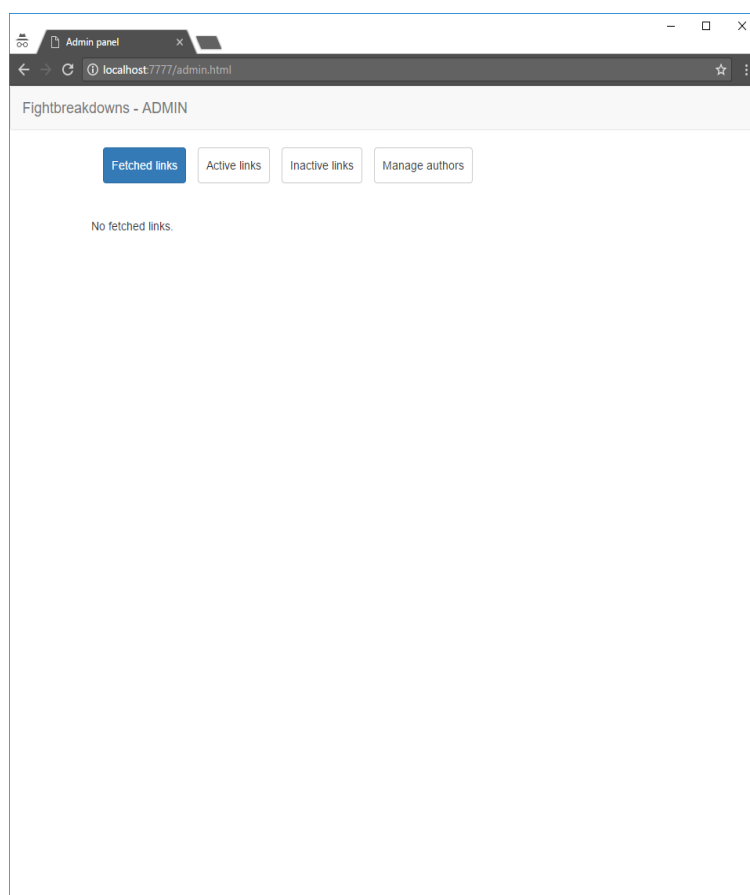 Admin panel
localhost:7777/admin.html
Fightbreakdowns - ADMIN
Fetched links Active links Inactive links Manage authors
No fetched links.